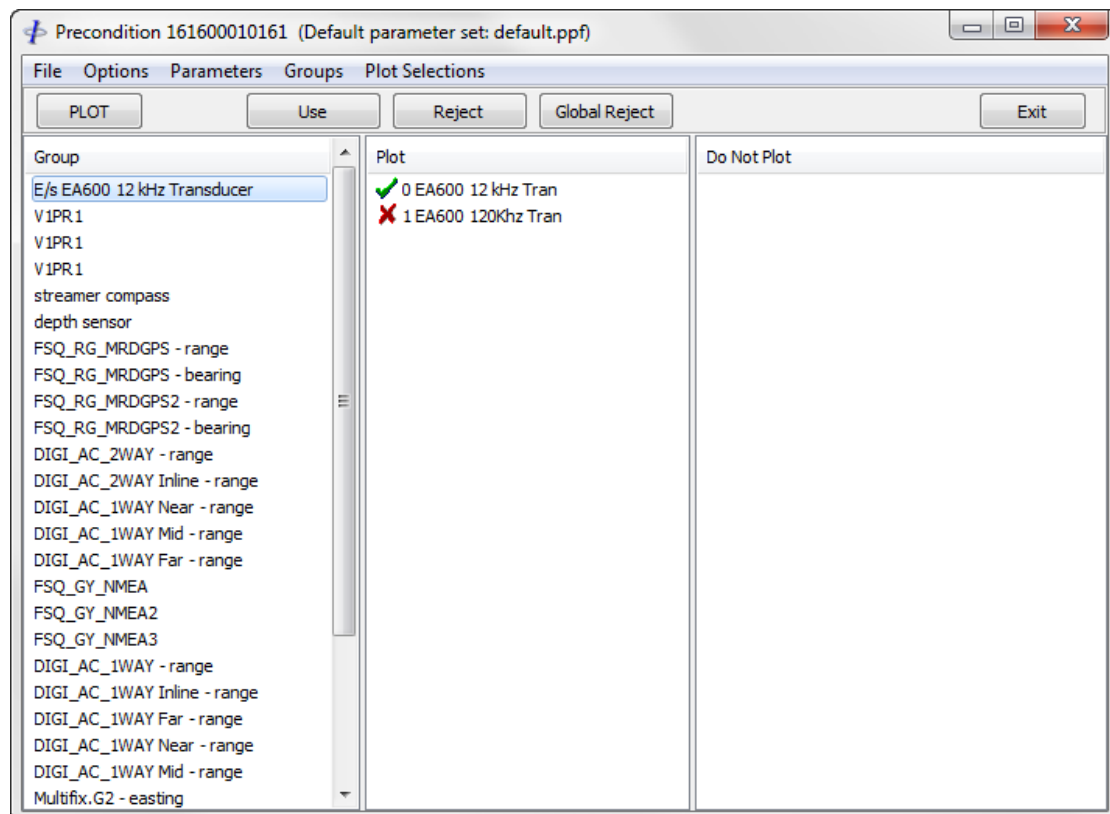 Precondition 161600010161 (Default parameter set: default.ppf)
File Options Parameters Groups Plot Selections
PLOT Use Reject Global Reject Exit
Group Plot Do Not Plot
E/s EA600 12 kHz Transducer 0 EA600 12 kHz Tran
V1PR1 1 EA600 120Khz Tran
V1PR1
V1PR1
streamer compass
depth sensor
FSQ_RG_MRDGPS - range
FSQ_RG_MRDGPS - bearing
FSQ_RG_MRDGPS2 - range
FSQ_RG_MRDGPS2 - bearing
DIGI_AC_2WAY - range
DIGI_AC_2WAY Inline - range
DIGI_AC_1WAY Near - range
DIGI_AC_1WAY Mid - range
DIGI_AC_1WAY Far - range
FSQ_GY_NMEA
FSQ_GY_NMEA2
FSQ_GY_NMEA3
DIGI_AC_1WAY - range
DIGI_AC_1WAY Inline - range
DIGI_AC_1WAY Far - range
DIGI_AC_1WAY Near - range
DIGI_AC_1WAY Mid - range
Multifix.G2 - easting